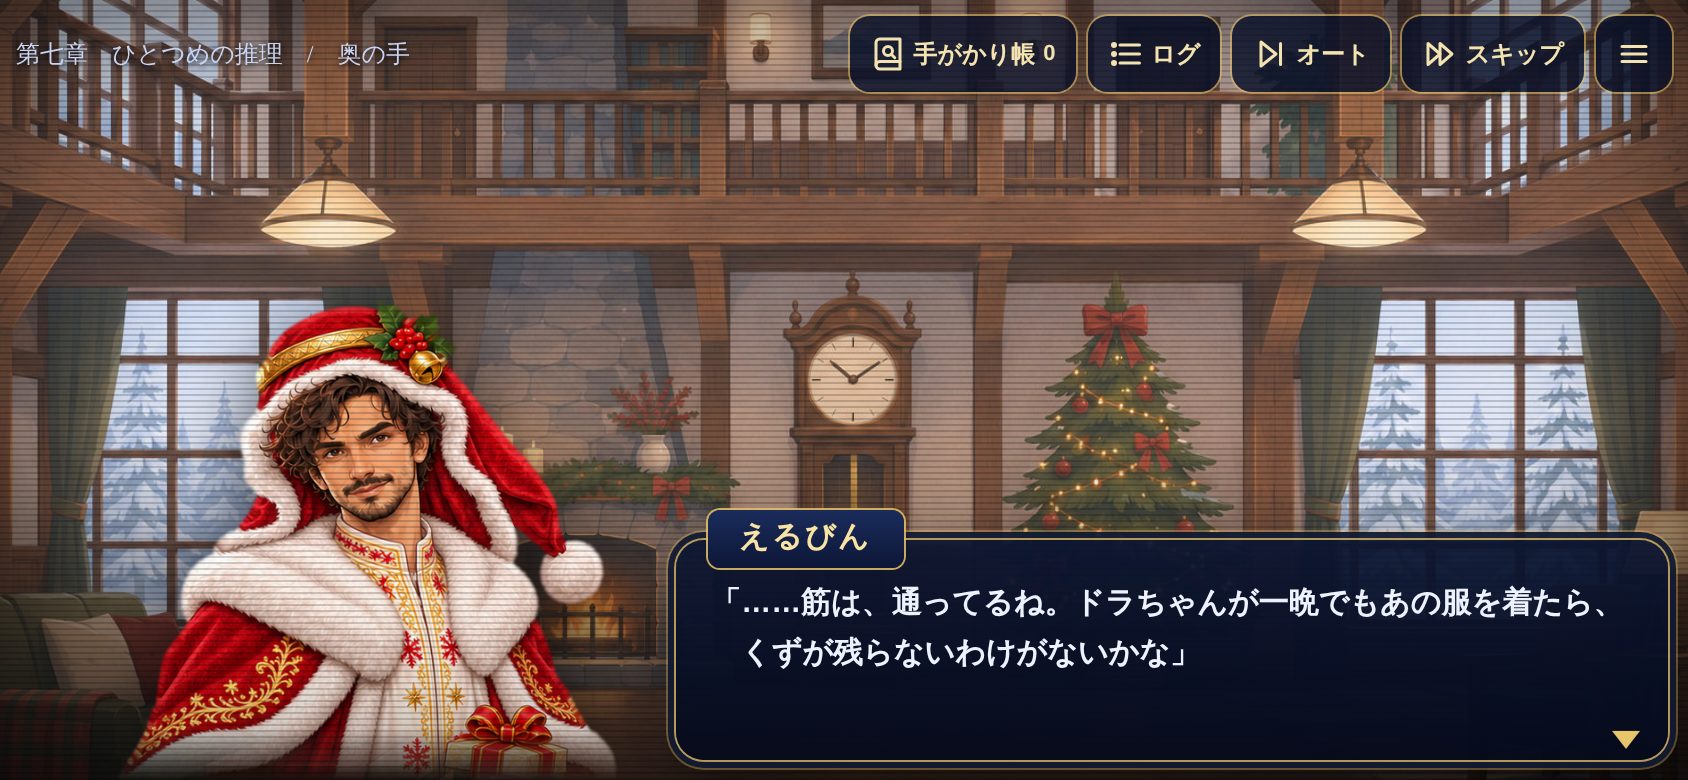 第七章　ひとつめの推理　/　奥の手
手がかり帳 0
ログ
オート
スキップ
えるびん
「……筋は、通ってるね。ドラちゃんが一晩でもあの服を着たら、
くずが残らないわけがないかな」